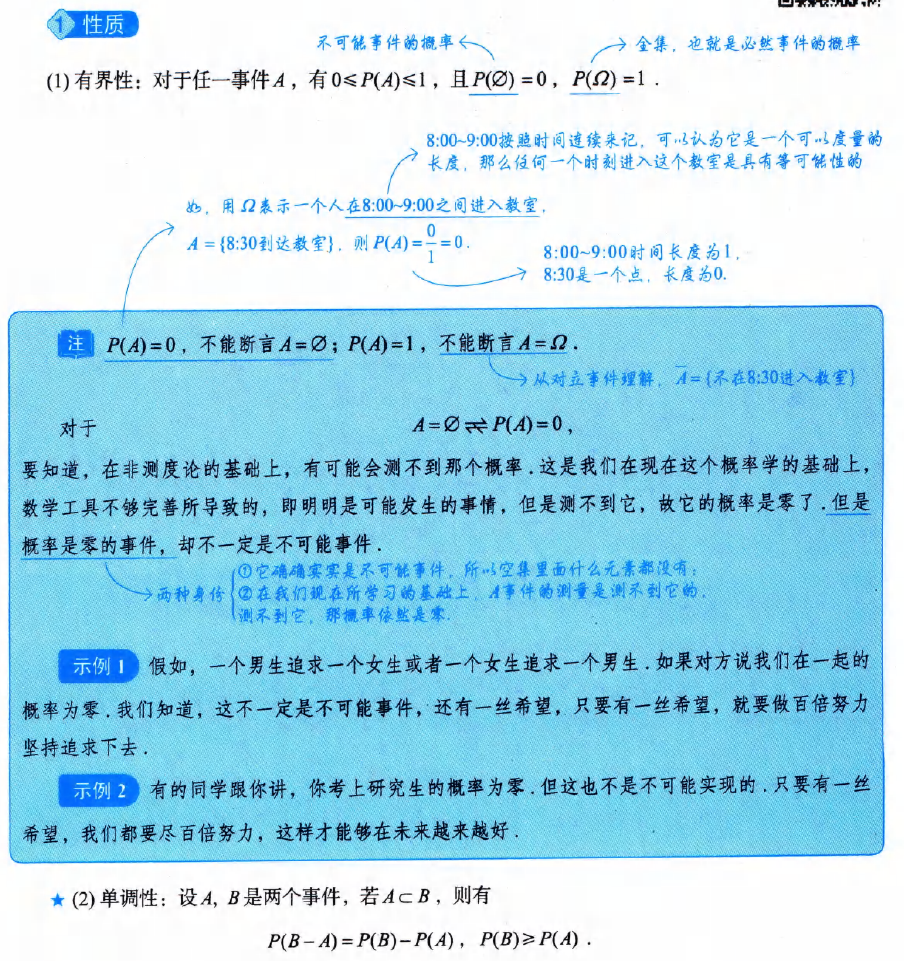 1 性质
不可能事件的概率 全集，也就是必然事件的概率
(1) 有界性：对于任一事件A，有0≤P(A)≤1，且P(∅)=0，P(Ω)=1．
8:00~9:00按照时间连续来记，可以认为它是一个可以度量的
长度，那么任何一个时刻进入这个教室是具有等可能性的
如，用Ω表示一个人在8:00~9:00之间进入教室，
A={8:30到达教室}，则P(A)=0/1=0．
8:00~9:00时间长度为1，
8:30是一个点，长度为0．
注 P(A)=0，不能断言A=∅；P(A)=1，不能断言A=Ω．
从对立事件理解，A̅={不在8:30进入教室}
对于 A=∅⇌P(A)=0，
要知道，在非测度论的基础上，有可能会测不到那个概率．这是我们在现在这个概率学的基础上，
数学工具不够完善所导致的，即明明是可能发生的事情，但是测不到它，故它的概率是零了．但是
概率是零的事件，却不一定是不可能事件．
①它确确实实是不可能事件，所以空集里面什么元素都没有；
两种身份 ②在我们现在所学习的基础上，A事件的测量是测不到它的，
测不到它，那概率依然是零．
示例1 假如，一个男生追求一个女生或者一个女生追求一个男生．如果对方说我们在一起的
概率为零．我们知道，这不一定是不可能事件，还有一丝希望，只要有一丝希望，就要做百倍努力
坚持追求下去．
示例2 有的同学跟你讲，你考上研究生的概率为零．但这也不是不可能实现的．只要有一丝
希望，我们都要尽百倍努力，这样才能够在未来越来越好．
★ (2) 单调性：设A，B是两个事件，若A⊂B，则有
P(B−A)=P(B)−P(A)，P(B)≥P(A)．